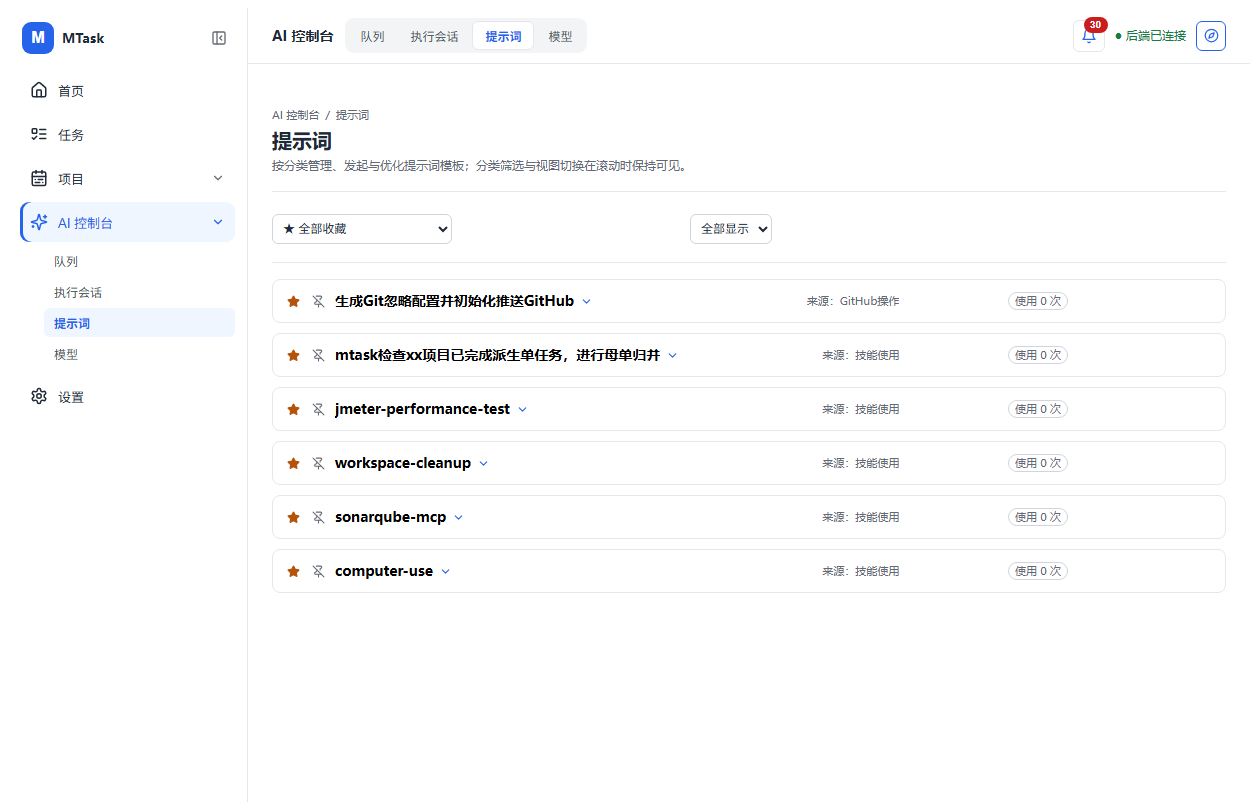 M MTask
首页
任务
项目
AI 控制台
队列
执行会话
提示词
模型
设置
AI 控制台 队列 执行会话 提示词 模型
30
后端已连接
AI 控制台 / 提示词
提示词
按分类管理、发起与优化提示词模板；分类筛选与视图切换在滚动时保持可见。
★ 全部收藏 全部显示
生成Git忽略配置并初始化推送GitHub 来源：GitHub操作 使用 0 次
mtask检查xx项目已完成派生单任务，进行母单归并 来源：技能使用 使用 0 次
jmeter-performance-test 来源：技能使用 使用 0 次
workspace-cleanup 来源：技能使用 使用 0 次
sonarqube-mcp 来源：技能使用 使用 0 次
computer-use 来源：技能使用 使用 0 次